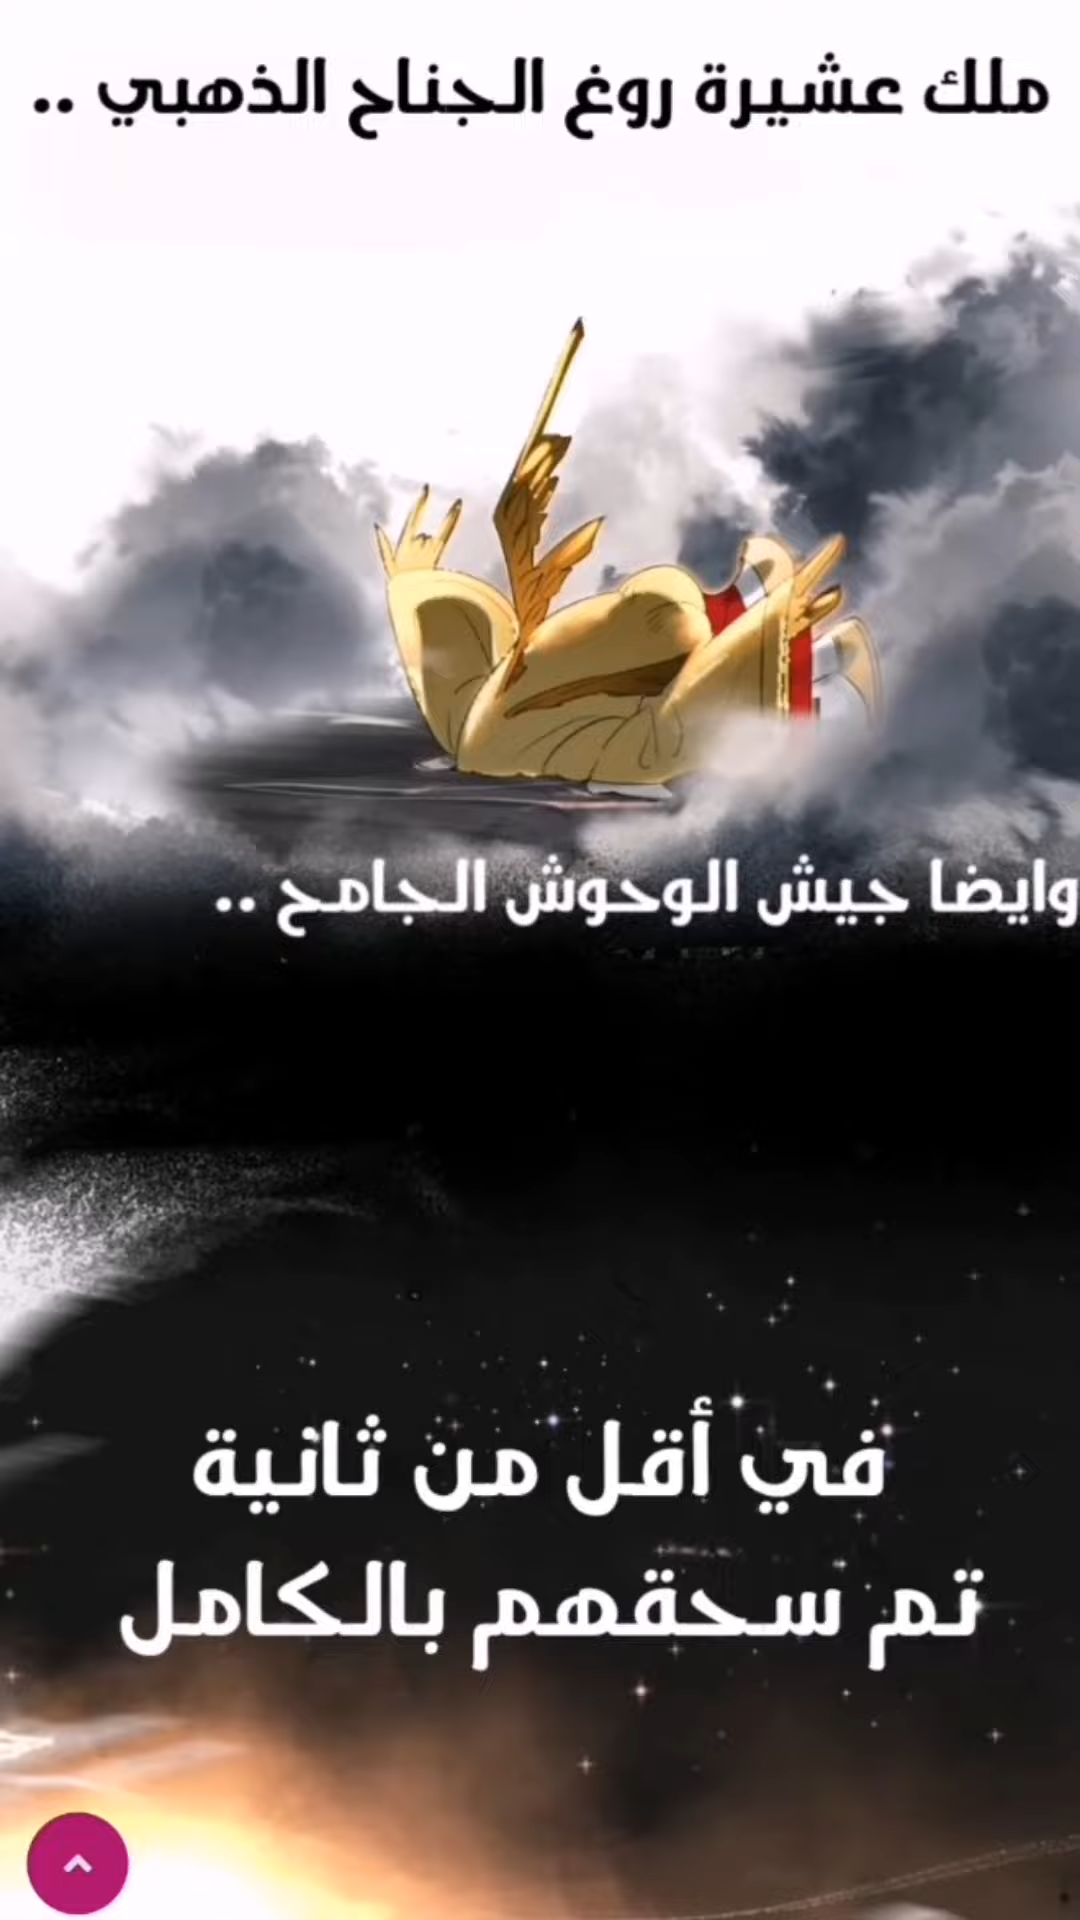 ملك عشيرة روغ الجناح الذهبي ..
وايضا جيش الوحوش الجامح ..
في أقل من ثانية
تم سحقهم بالكامل